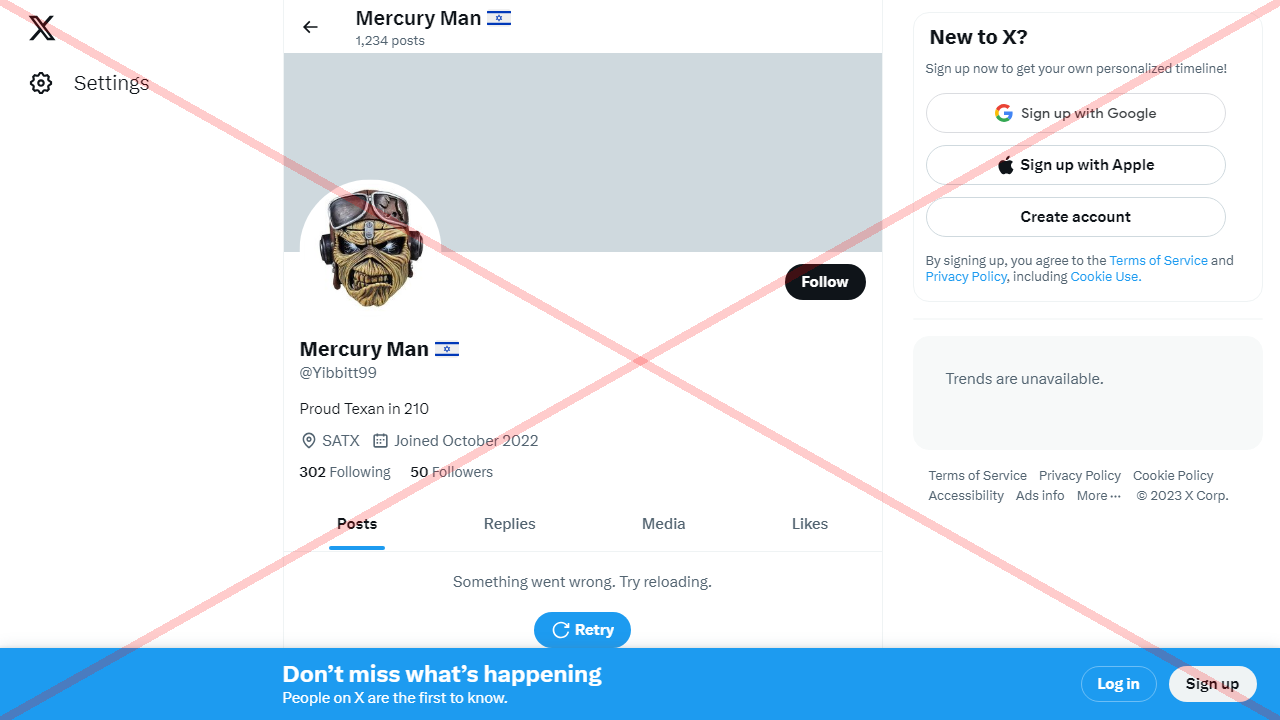 Settings
Mercury Man 🇮🇱
1,234 posts
Follow
Mercury Man 🇮🇱
@Yibbitt99
Proud Texan in 210
SATX Joined October 2022
302 Following 50 Followers
Posts Replies Media Likes
Something went wrong. Try reloading.
Retry
New to X?
Sign up now to get your own personalized timeline!
Sign up with Google
Sign up with Apple
Create account
By signing up, you agree to the Terms of Service and
Privacy Policy, including Cookie Use.
Trends are unavailable.
Terms of Service Privacy Policy Cookie Policy
Accessibility Ads info More ··· © 2023 X Corp.
Don’t miss what’s happening
People on X are the first to know.
Log in Sign up